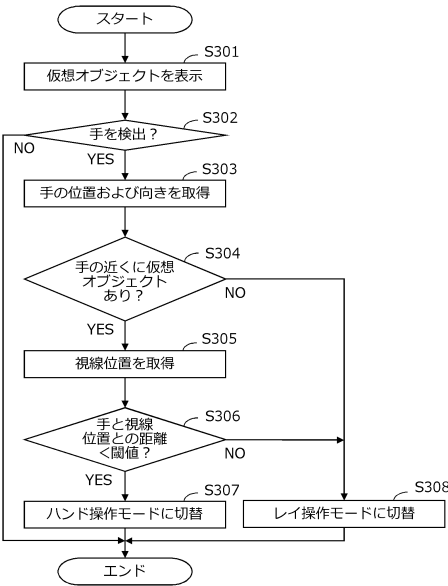 スタート
S301
仮想オブジェクトを表示
S302
手を検出？
NO
YES
S303
手の位置および向きを取得
S304
手の近くに仮想
オブジェクト
あり？
NO
YES
S305
視線位置を取得
S306
手と視線
位置との距離
＜閾値？
NO
YES
S307
ハンド操作モードに切替
S308
レイ操作モードに切替
エンド